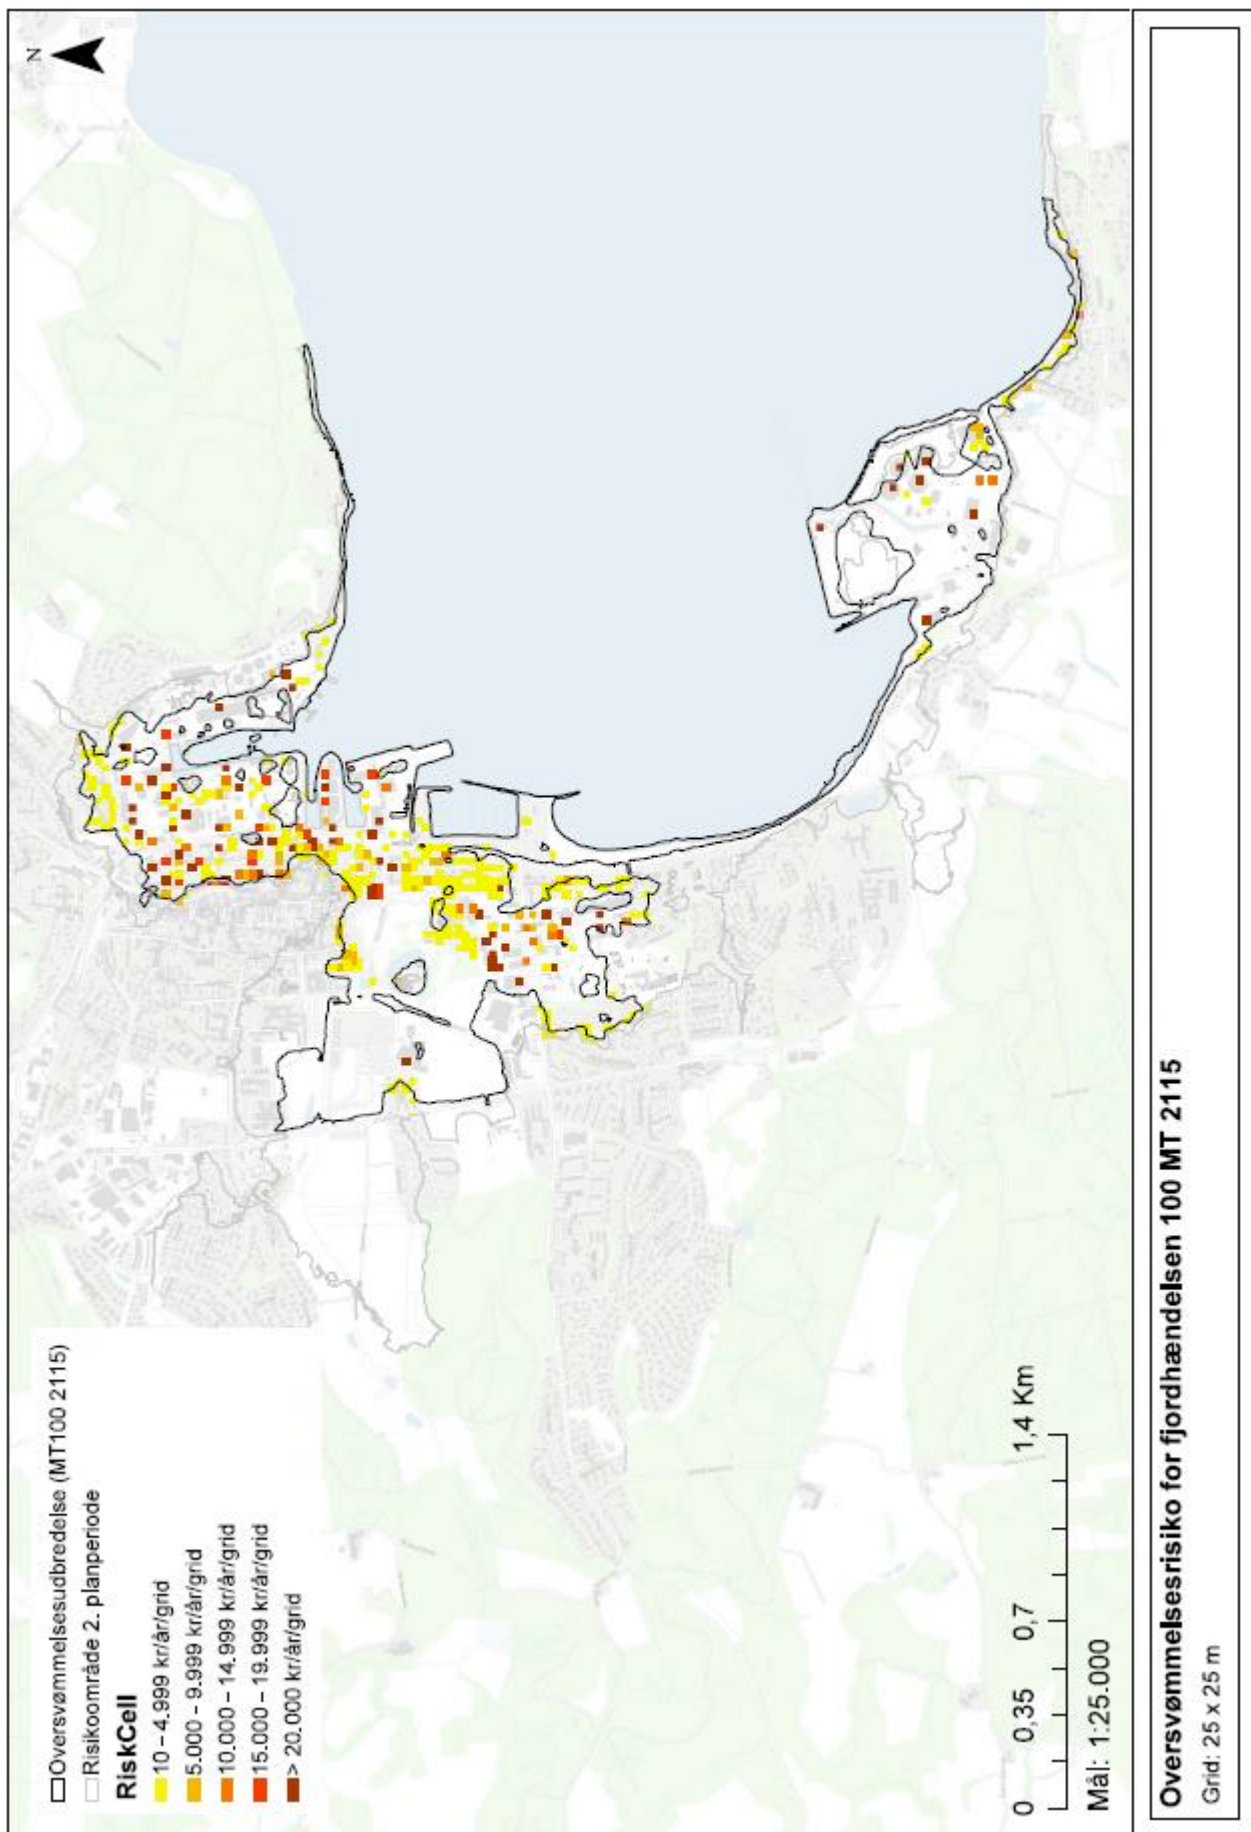 N
Oversvømmelsesudbredelse (MT100 2115)
Risikoområde 2. planperiode
RiskCell
10 – 4.999 kr/år/grid
5.000 – 9.999 kr/år/grid
10.000 – 14.999 kr/år/grid
15.000 – 19.999 kr/år/grid
> 20.000 kr/år/grid
0 0,35 0,7 1,4 Km
Mål: 1:25.000
Oversvømmelsesrisiko for fjordhændelsen 100 MT 2115
Grid: 25 x 25 m